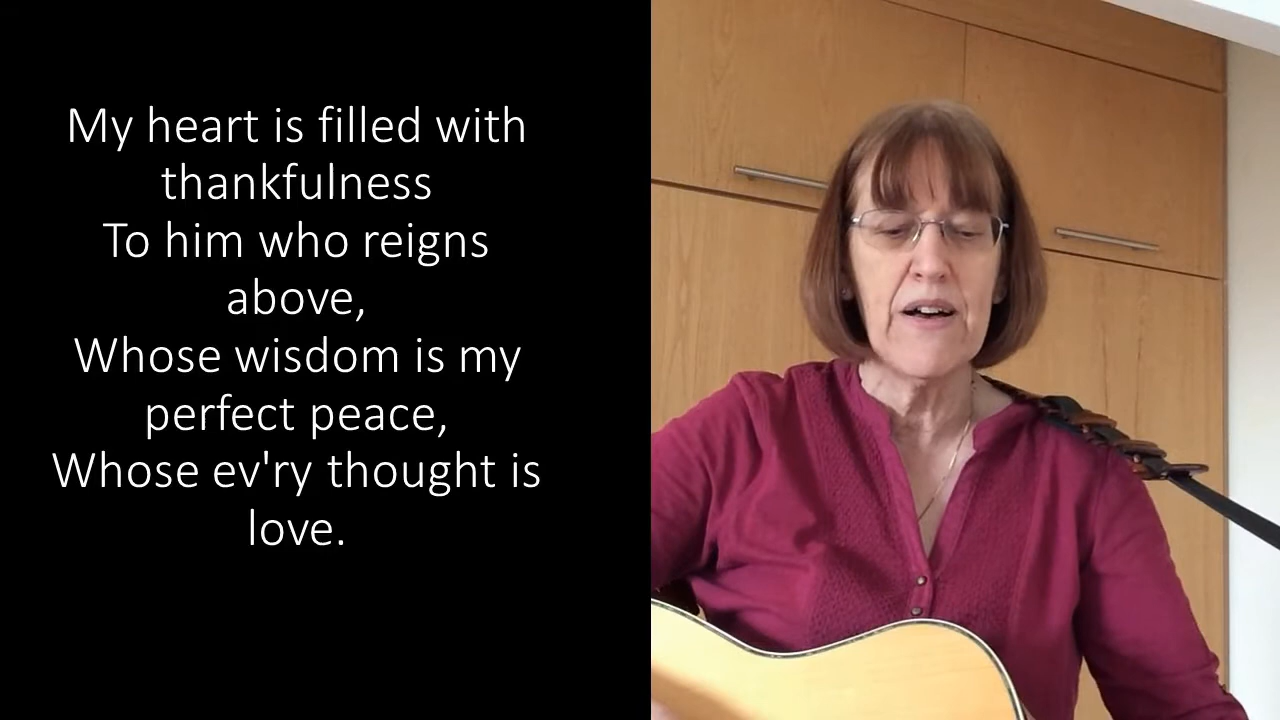 My heart is filled with
thankfulness
To him who reigns
above,
Whose wisdom is my
perfect peace,
Whose ev'ry thought is
love.